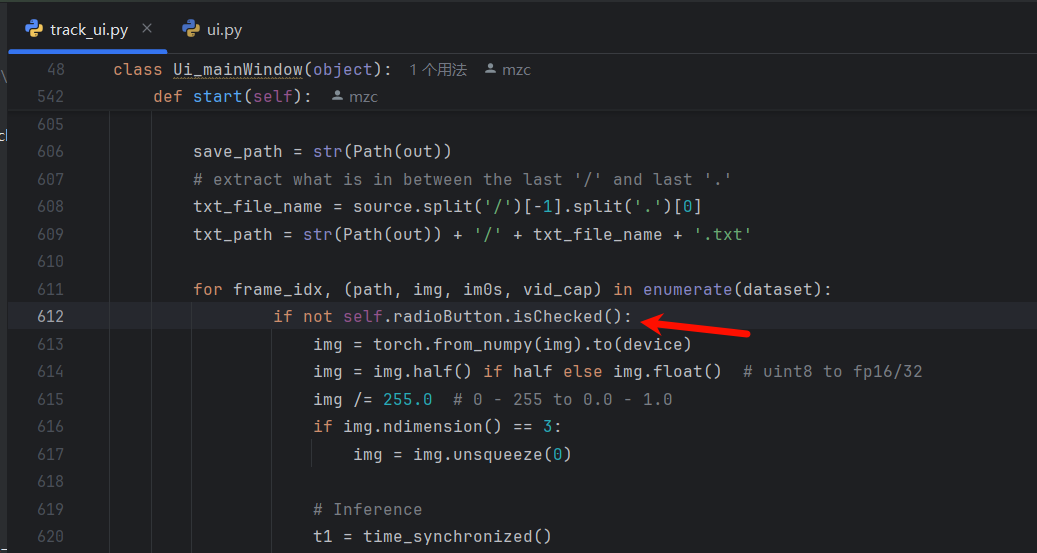 track_ui.py ×
ui.py
48 class Ui_mainWindow(object): 1 个用法 mzc
542 def start(self): mzc
605
606 save_path = str(Path(out))
607 # extract what is in between the last '/' and last '.'
608 txt_file_name = source.split('/')[-1].split('.')[0]
609 txt_path = str(Path(out)) + '/' + txt_file_name + '.txt'
610
611 for frame_idx, (path, img, im0s, vid_cap) in enumerate(dataset):
612 if not self.radioButton.isChecked():
613 img = torch.from_numpy(img).to(device)
614 img = img.half() if half else img.float()  # uint8 to fp16/32
615 img /= 255.0  # 0 - 255 to 0.0 - 1.0
616 if img.ndimension() == 3:
617 img = img.unsqueeze(0)
618
619 # Inference
620 t1 = time_synchronized()